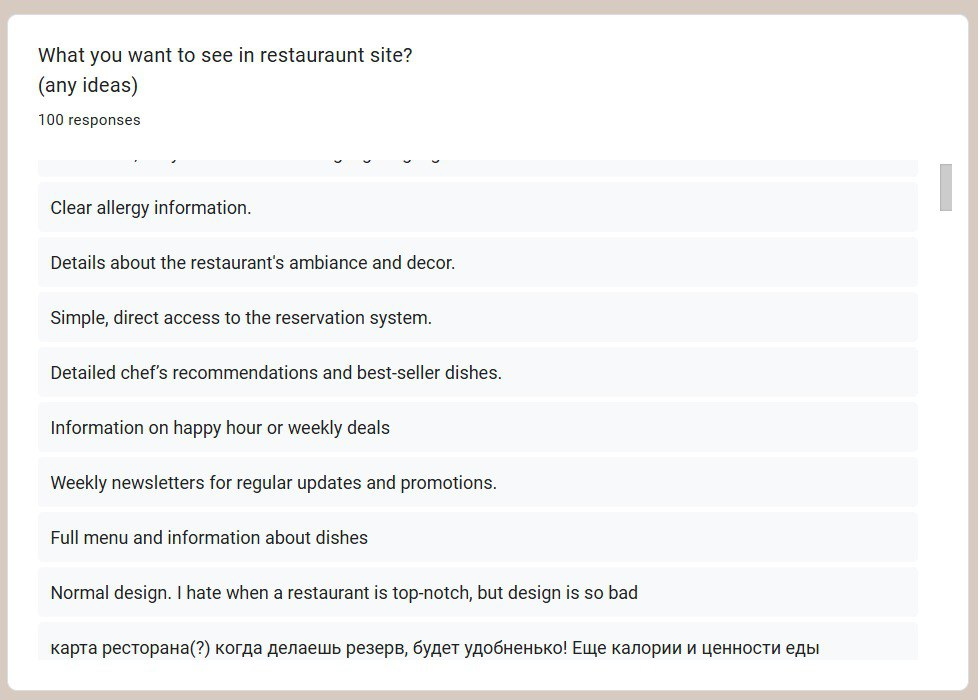 What you want to see in restauraunt site?
(any ideas)
100 responses
Clear allergy information.
Details about the restaurant's ambiance and decor.
Simple, direct access to the reservation system.
Detailed chef’s recommendations and best-seller dishes.
Information on happy hour or weekly deals
Weekly newsletters for regular updates and promotions.
Full menu and information about dishes
Normal design. I hate when a restaurant is top-notch, but design is so bad
карта ресторана(?) когда делаешь резерв, будет удобненько! Еще калории и ценности еды